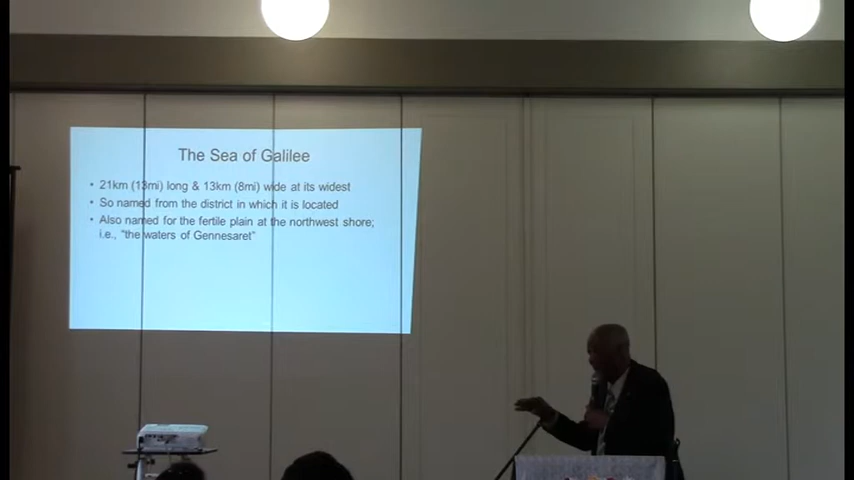 The Sea of Galilee
• 21km (13mi) long & 13km (8mi) wide at its widest
• So named from the district in which it is located
• Also named for the fertile plain at the northwest shore;
i.e., "the waters of Gennesaret"